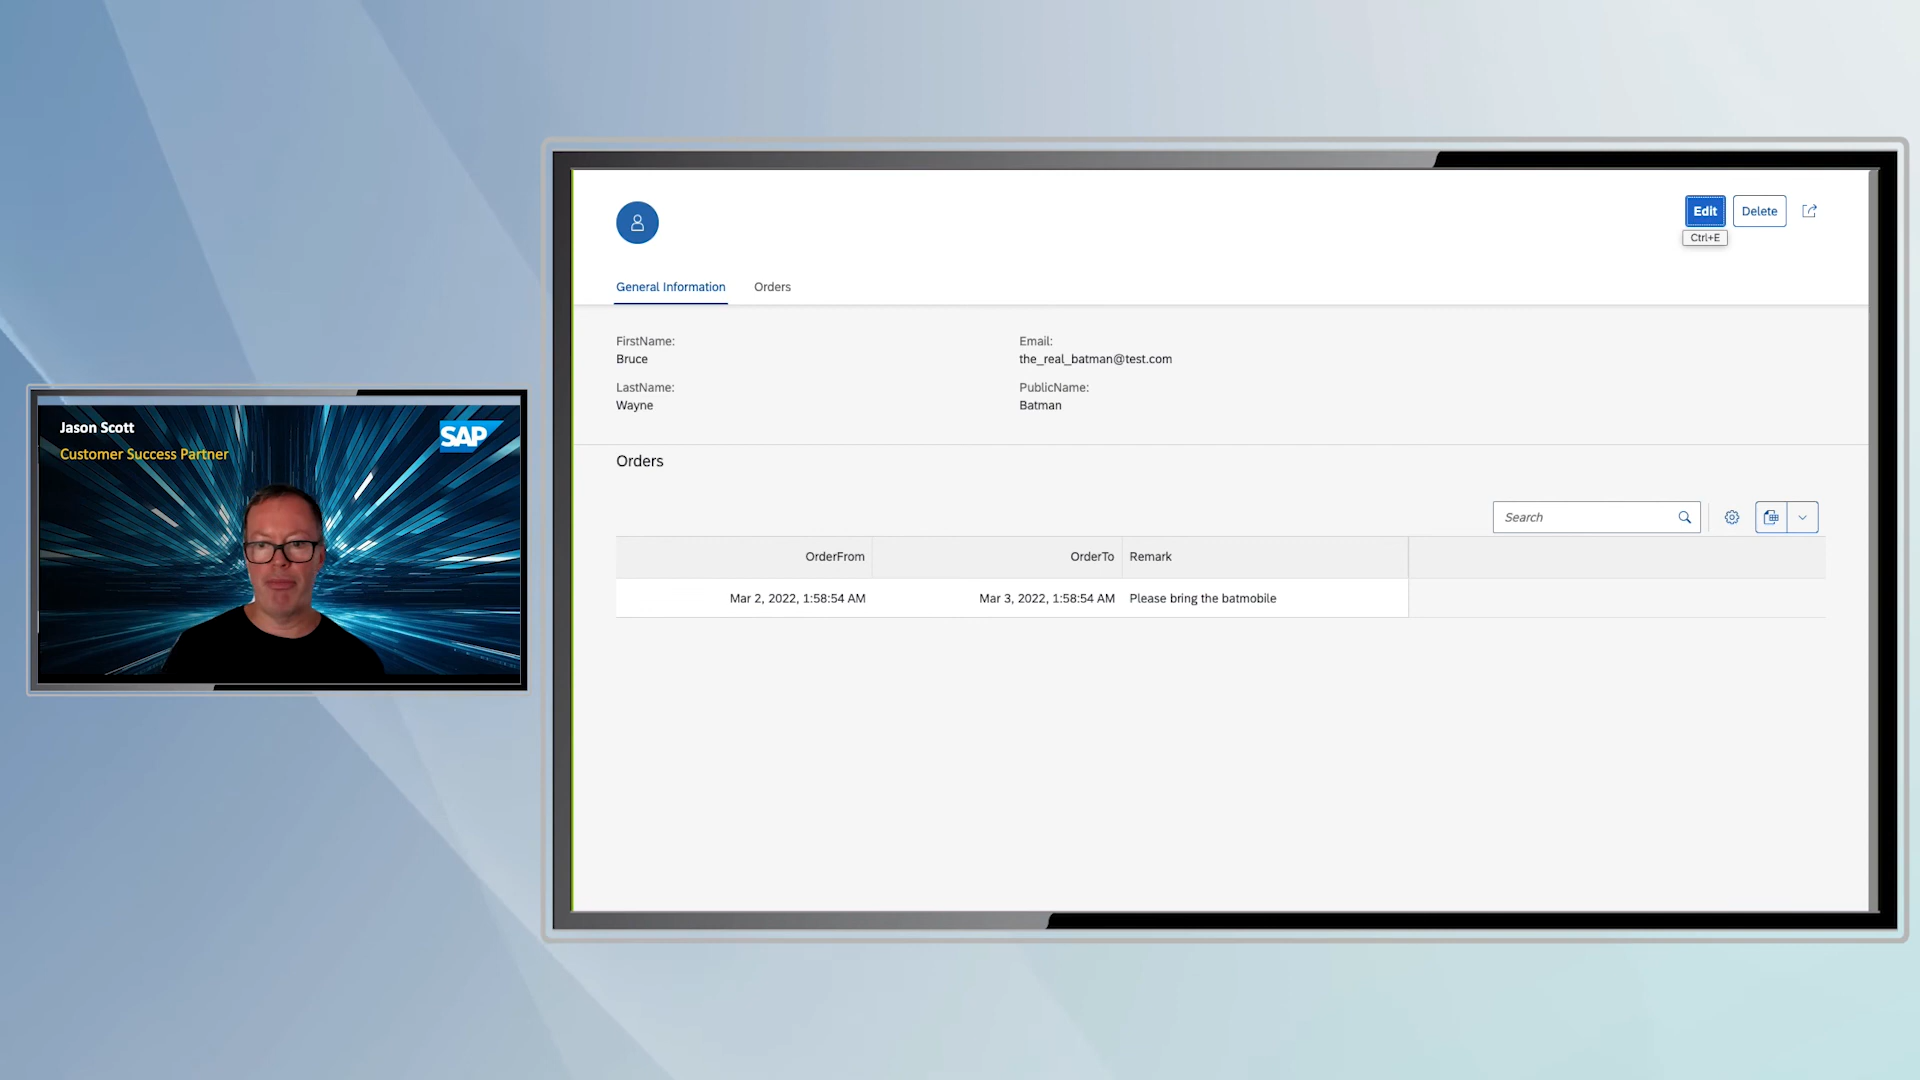 Jason Scott
Customer Success Partner
SAP
Edit
Delete
Ctrl+E
General Information
Orders
FirstName:
Bruce
Email:
the_real_batman@test.com
LastName:
Wayne
PublicName:
Batman
Orders
Search
OrderFrom
OrderTo
Remark
Mar 2, 2022, 1:58:54 AM
Mar 3, 2022, 1:58:54 AM
Please bring the batmobile